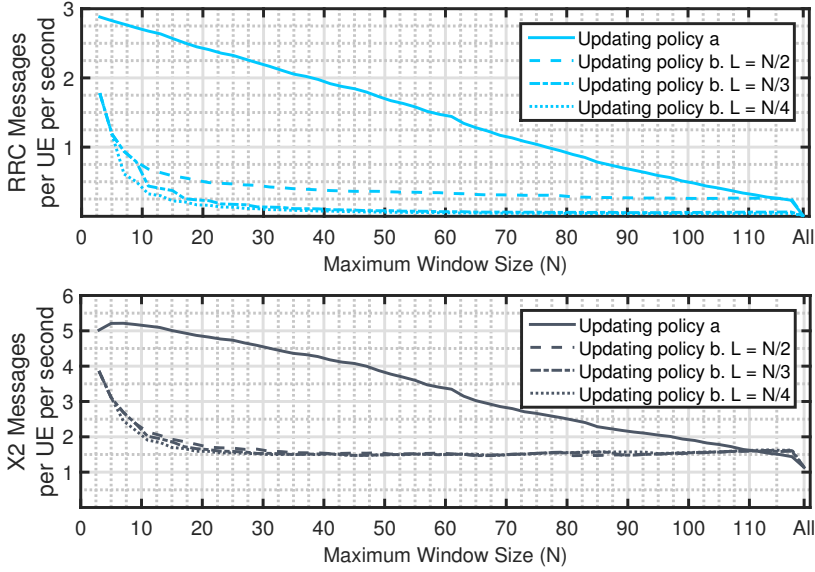 3
2
1
RRC Messages
per UE per second
Updating policy a
Updating policy b. L = N/2
Updating policy b. L = N/3
Updating policy b. L = N/4
0 10 20 30 40 50 60 70 80 90 100 110 All
Maximum Window Size (N)
6
5
4
3
2
1
X2 Messages
per UE per second
Updating policy a
Updating policy b. L = N/2
Updating policy b. L = N/3
Updating policy b. L = N/4
0 10 20 30 40 50 60 70 80 90 100 110 All
Maximum Window Size (N)